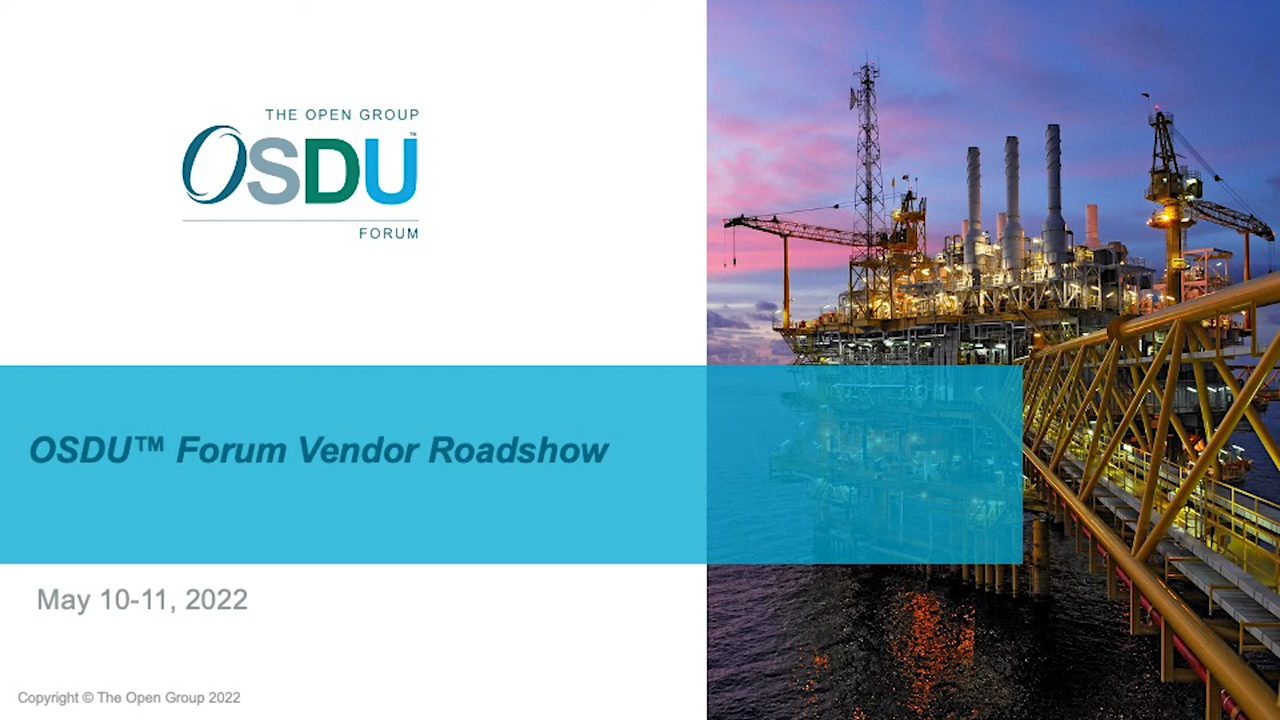 THE OPEN GROUP
OSDU™
FORUM
OSDU™ Forum Vendor Roadshow
May 10-11, 2022
Copyright © The Open Group 2022